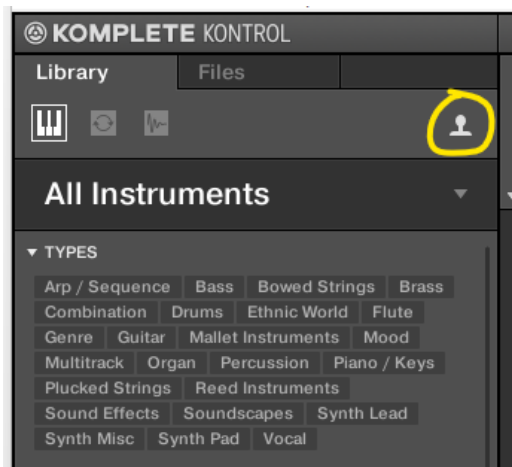 KOMPLETE KONTROL
Library Files
All Instruments
TYPES
Arp / Sequence Bass Bowed Strings Brass
Combination Drums Ethnic World Flute
Genre Guitar Mallet Instruments Mood
Multitrack Organ Percussion Piano / Keys
Plucked Strings Reed Instruments
Sound Effects Soundscapes Synth Lead
Synth Misc Synth Pad Vocal